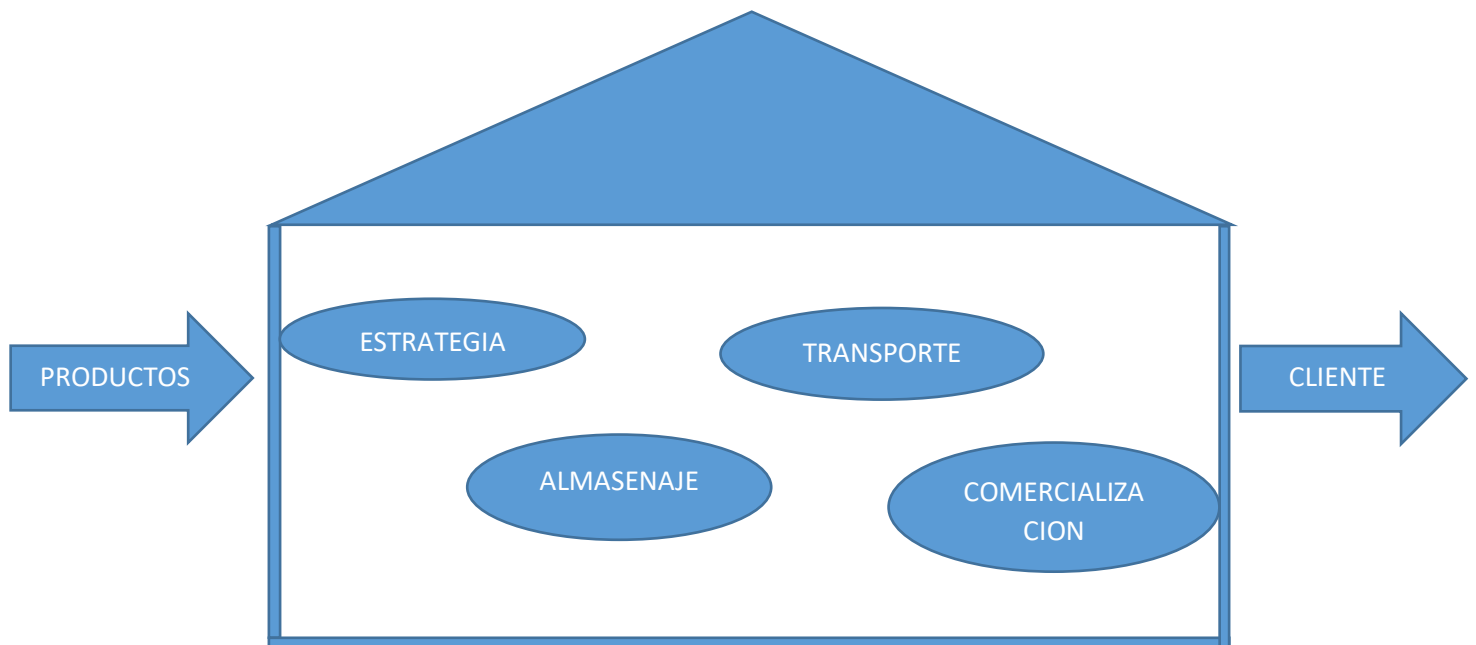 ESTRATEGIA
TRANSPORTE
PRODUCTOS
CLIENTE
ALMASENAJE
COMERCIALIZA
CION